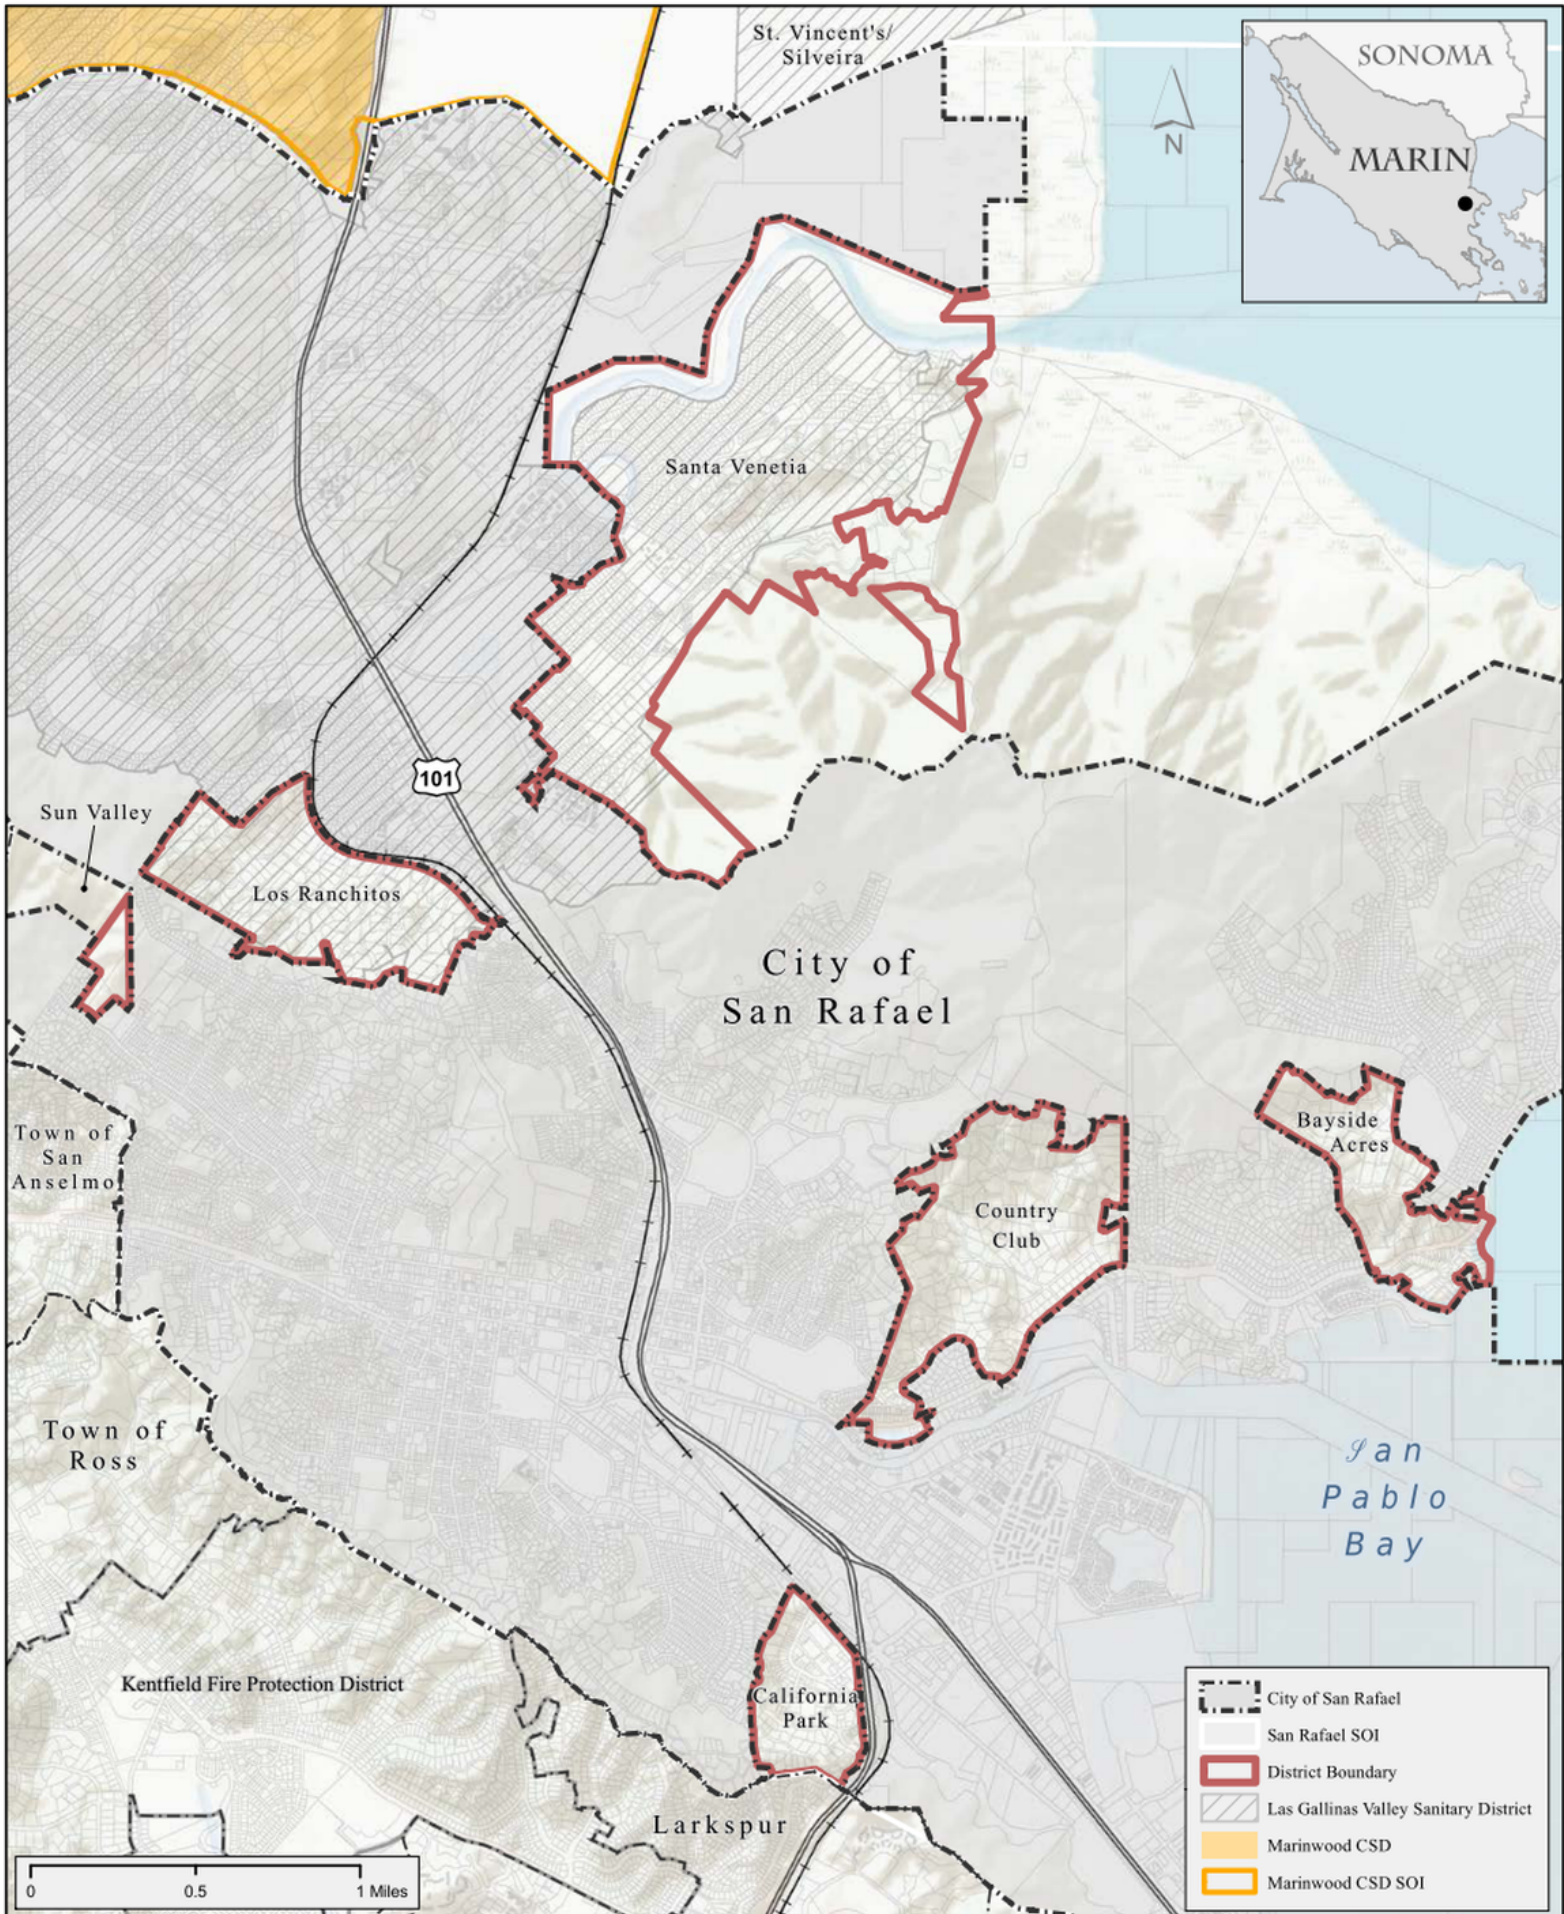 St. Vincent's/
Silveira
SONOMA
MARIN
N
Santa Venetia
101
Sun Valley
Los Ranchitos
City of
San Rafael
Town of
San
Anselmo
Bayside
Acres
Country
Club
Town of
Ross
San
Pablo
Bay
Kentfield Fire Protection District
California
Park
Larkspur
City of San Rafael
San Rafael SOI
District Boundary
Las Gallinas Valley Sanitary District
Marinwood CSD
Marinwood CSD SOI
0 0.5 1 Miles